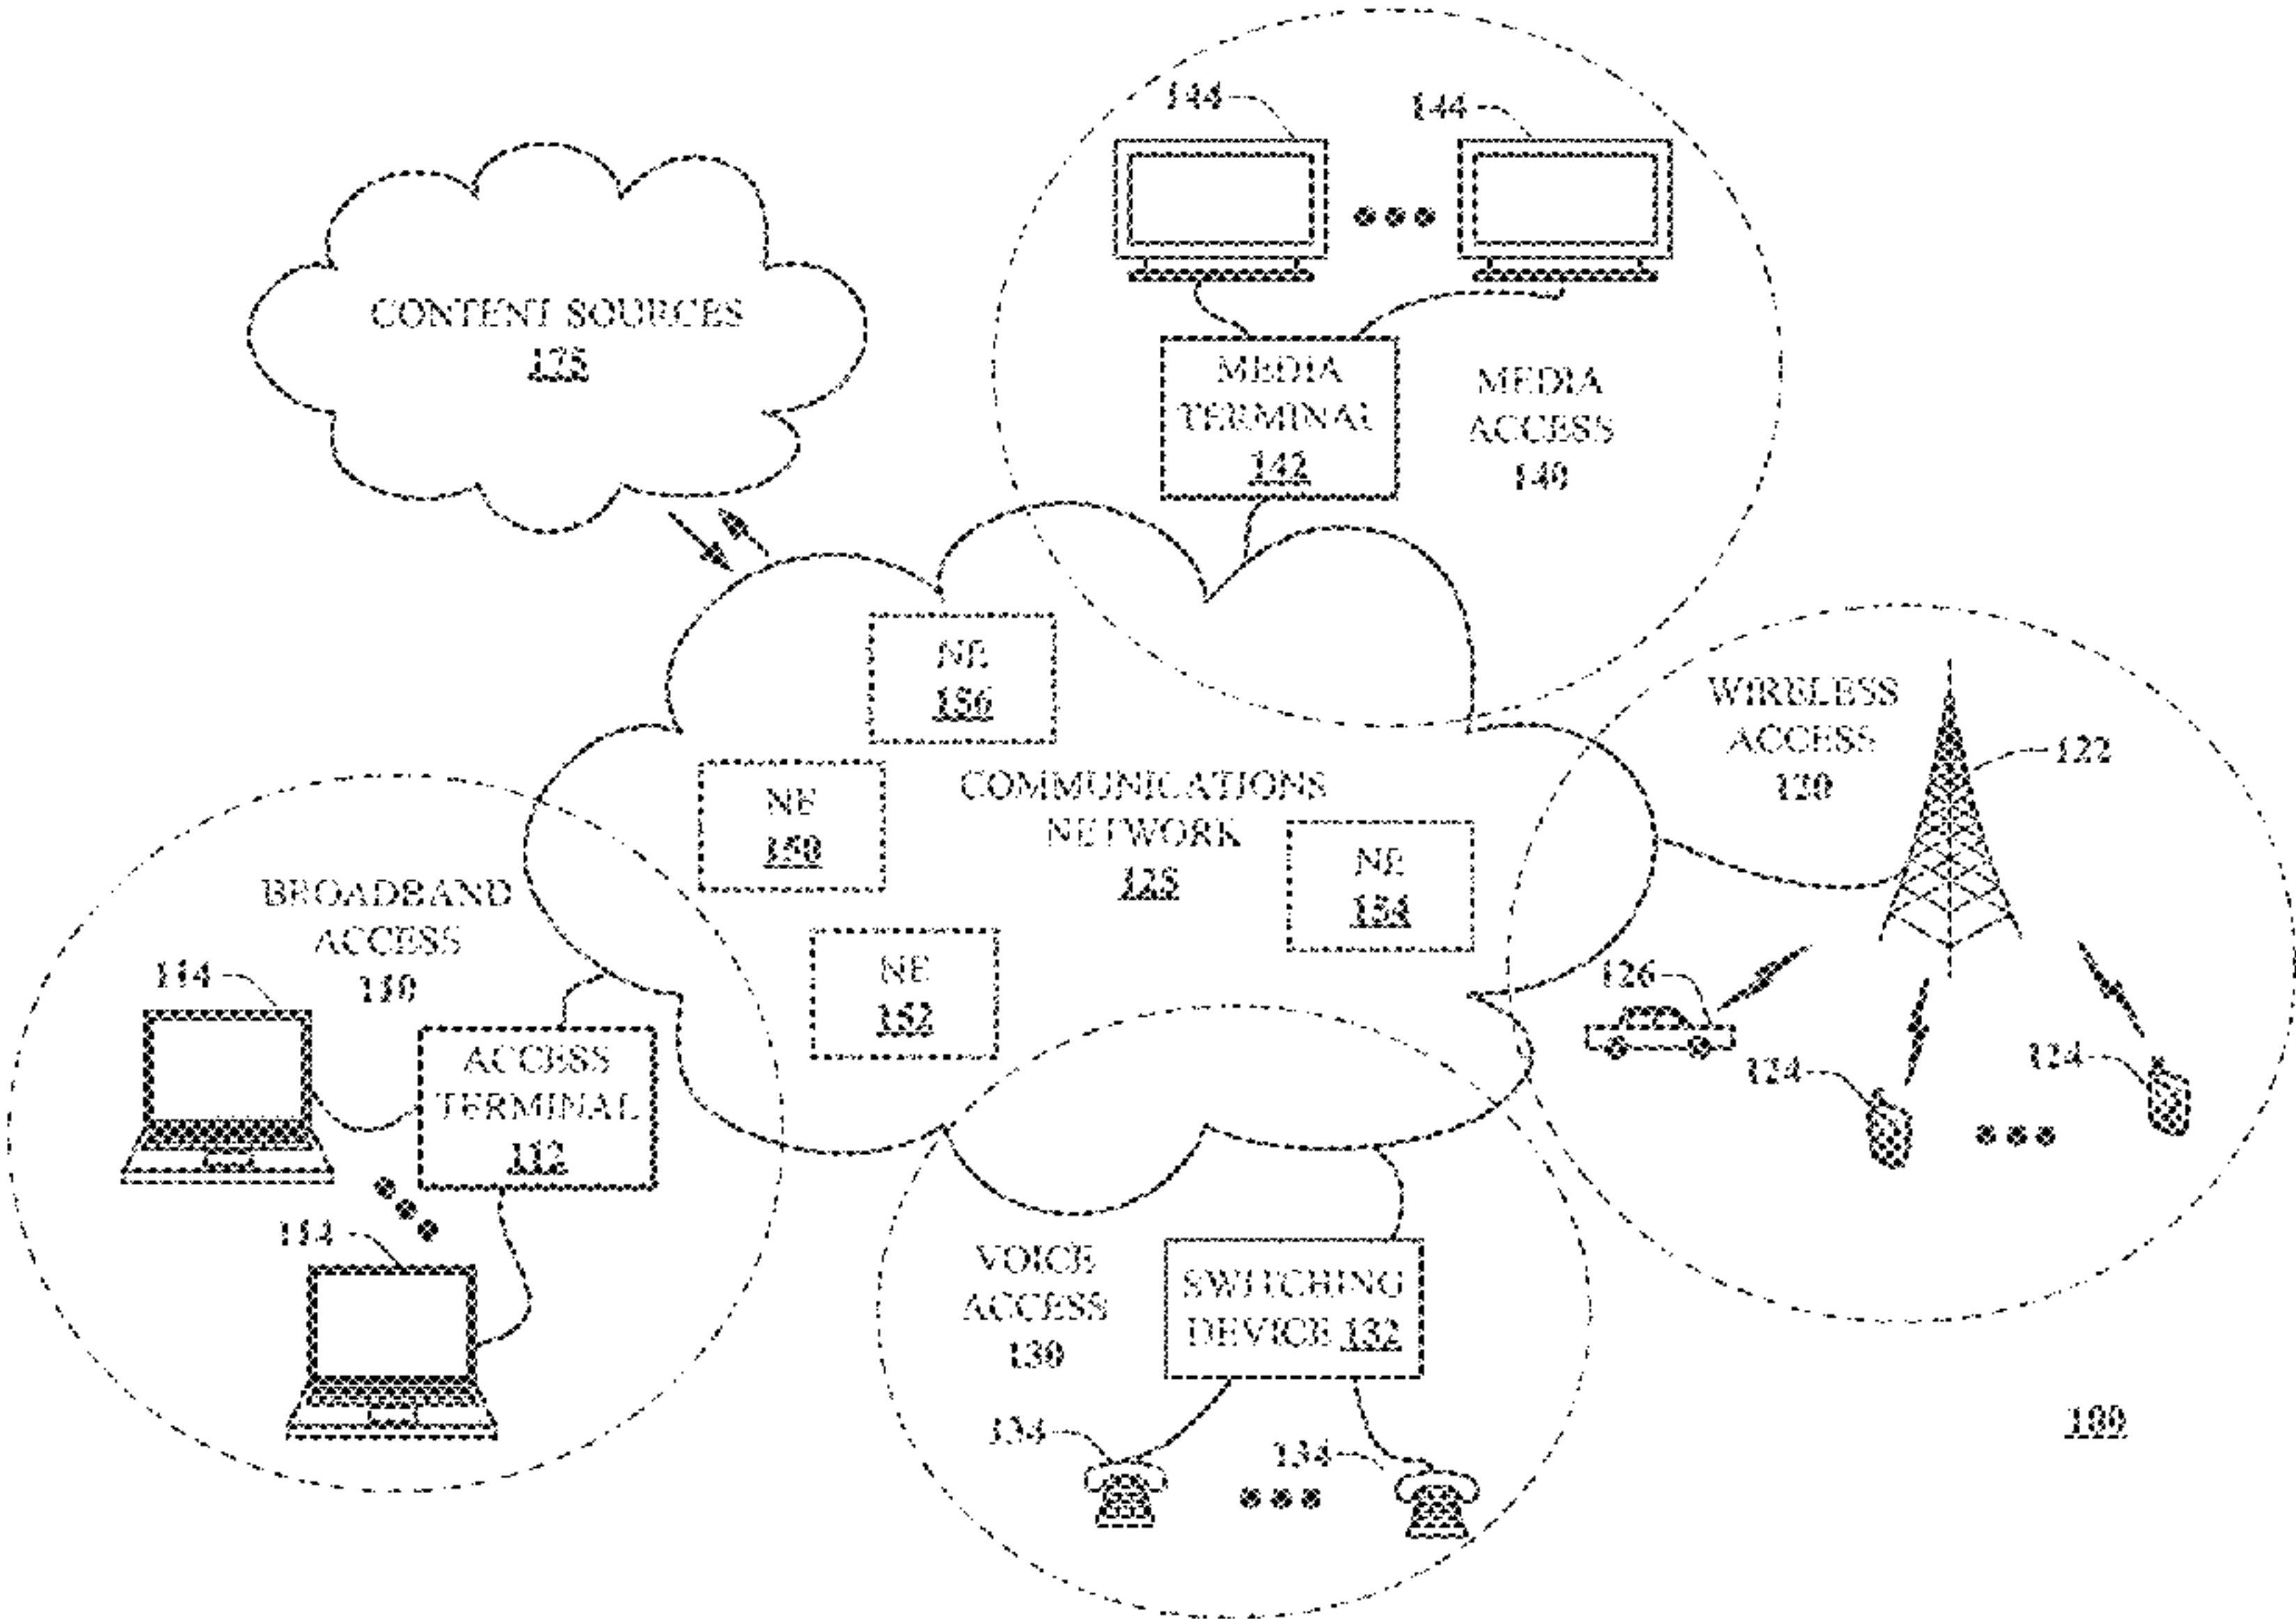 144
144
CONTENT SOURCES
175
MEDIA
TERMINAL
142
MEDIA
ACCESS
140
NE
156
WIRELESS
ACCESS
120
122
COMMUNICATIONS
NETWORK
125
NE
150
NE
154
BROADBAND
ACCESS
110
114
NE
152
126
ACCESS
TERMINAL
112
124
124
114
VOICE
ACCESS
130
SWITCHING
DEVICE 132
134
134
100